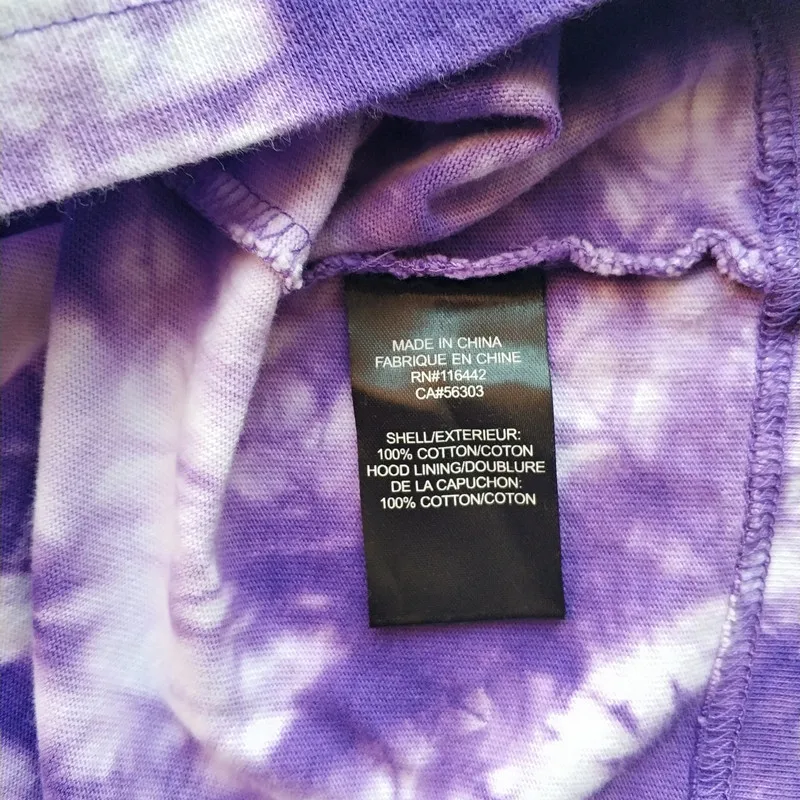 MADE IN CHINA
FABRIQUE EN CHINE
RN#116442
CA#56303
SHELL/EXTERIEUR:
100% COTTON/COTON
HOOD LINING/DOUBLURE
DE LA CAPUCHON:
100% COTTON/COTON